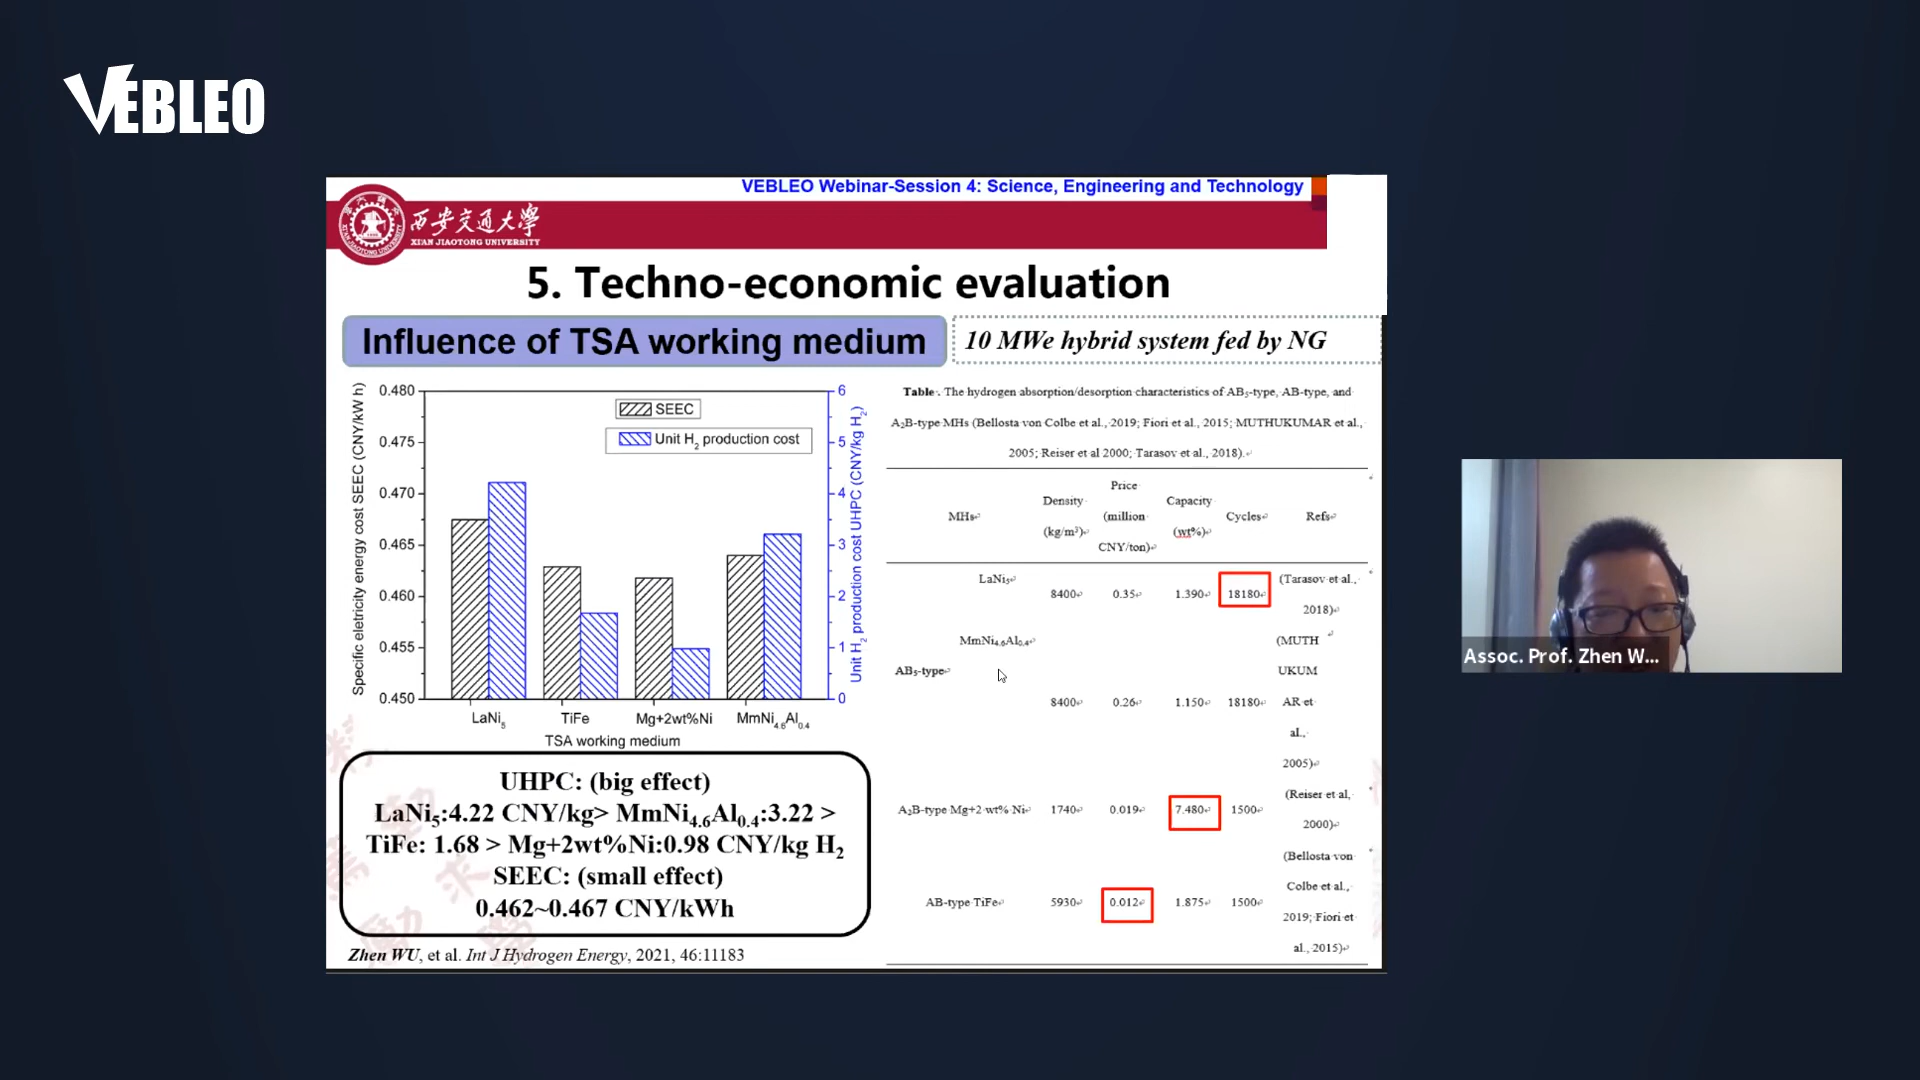 VEBLEO
VEBLEO Webinar-Session 4: Science, Engineering and Technology
西安交通大學
XI'AN JIAOTONG UNIVERSITY
5. Techno-economic evaluation
Influence of TSA working medium
10 MWe hybrid system fed by NG
Specific eletricity energy cost SEEC (CNY/kW h)
0.480
0.475
0.470
0.465
0.460
0.455
0.450
SEEC
Unit H2 production cost
6
5
4
3
2
1
0
Unit H2 production cost UHPC (CNY/kg H2)
LaNi5 TiFe Mg+2wt%Ni MmNi4.6Al0.4
TSA working medium
UHPC: (big effect)
LaNi5:4.22 CNY/kg> MmNi4.6Al0.4:3.22 >
TiFe: 1.68 > Mg+2wt%Ni:0.98 CNY/kg H2
SEEC: (small effect)
0.462~0.467 CNY/kWh
Zhen WU, et al. Int J Hydrogen Energy, 2021, 46:11183
Table . The hydrogen absorption/desorption characteristics of AB5-type, AB-type, and
A2B-type MHs (Bellosta von Colbe et al., 2019; Fiori et al., 2015; MUTHUKUMAR et al.,
2005; Reiser et al 2000; Tarasov et al., 2018).
MHs
Density
(kg/m3)
Price
(million
CNY/ton)
Capacity
(wt%)
Cycles
Refs
AB5-type
LaNi5
8400 0.35 1.390 18180
(Tarasov et al.,
2018)
MmNi4.6Al0.4
8400 0.26 1.150 18180
(MUTH
UKUM
AR et
al.,
2005)
A2B-type Mg+2 wt% Ni 1740 0.019 7.480 1500
(Reiser et al,
2000)
AB-type TiFe 5930 0.012 1.875 1500
(Bellosta von
Colbe et al.,
2019; Fiori et
al., 2015)
Assoc. Prof. Zhen W...